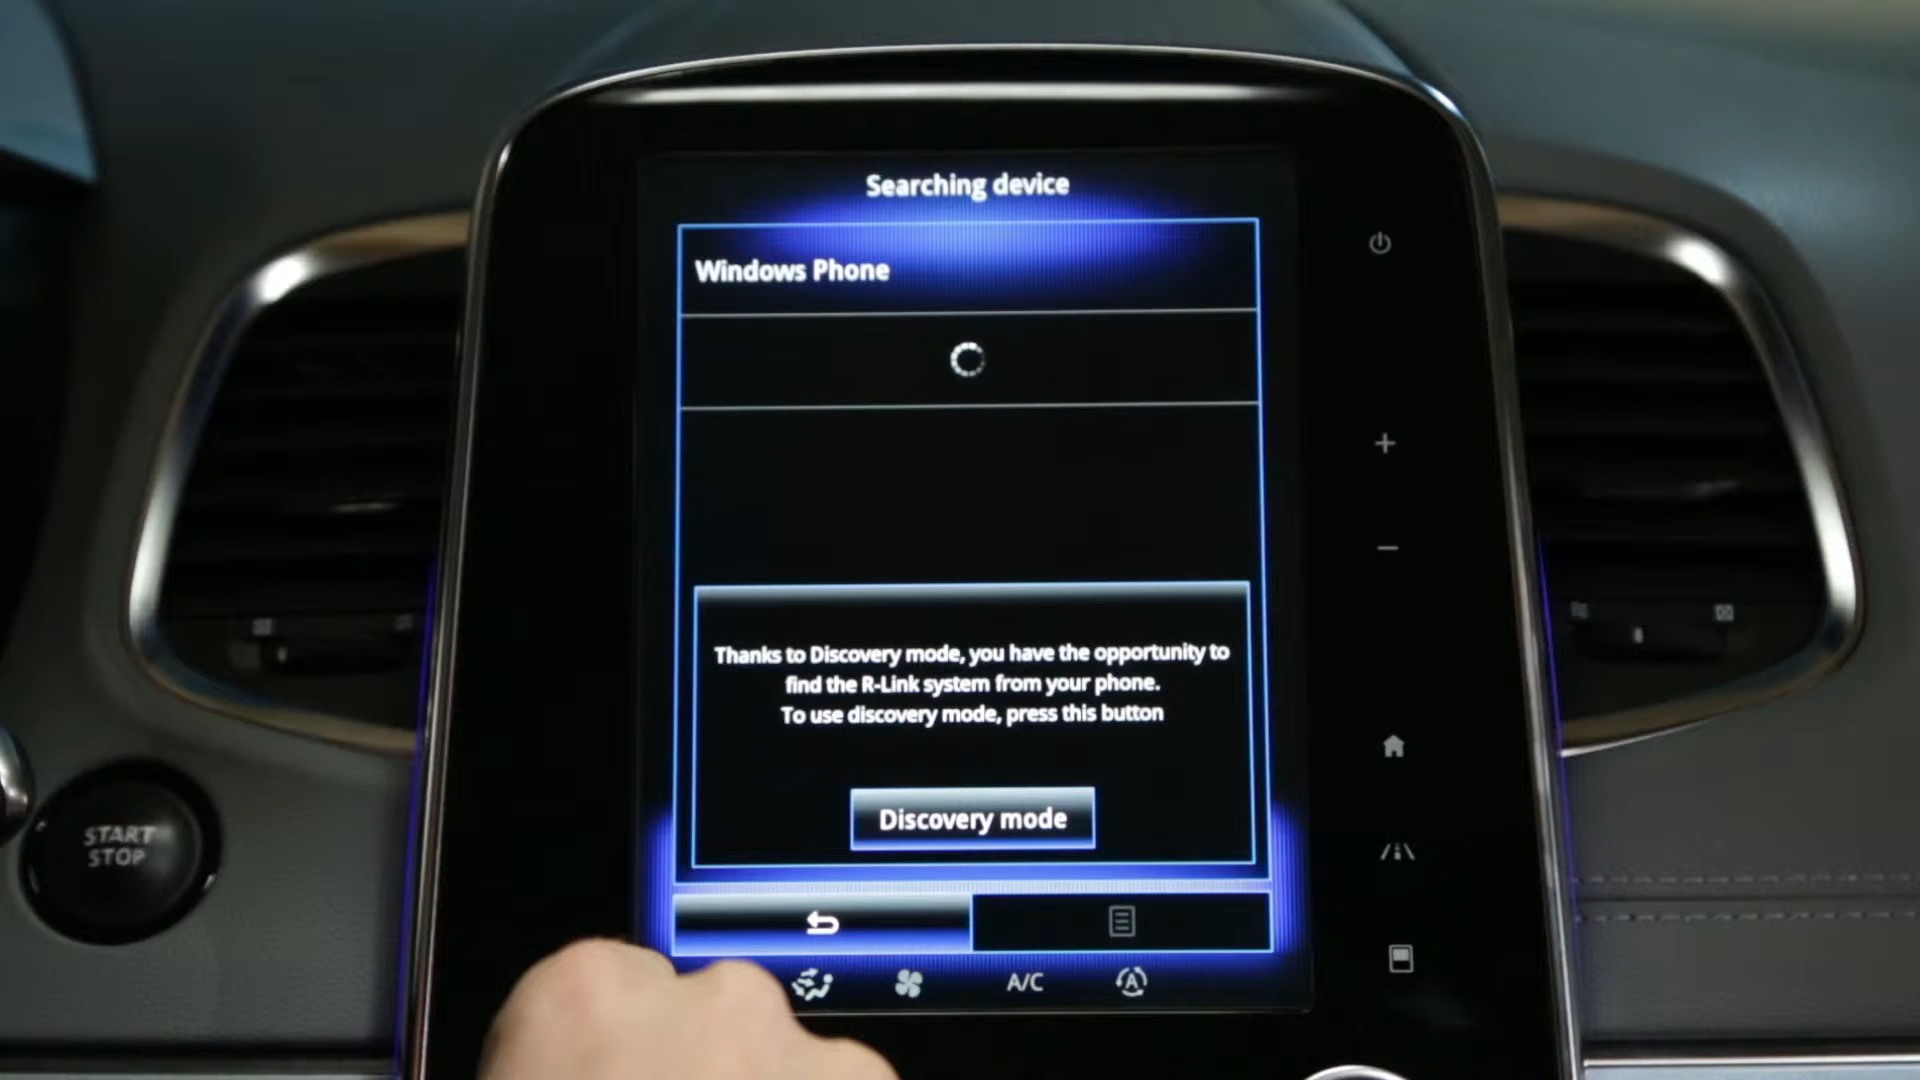 Searching device
Windows Phone
Thanks to Discovery mode, you have the opportunity to
find the R-Link system from your phone.
To use discovery mode, press this button
Discovery mode
START
STOP
A/C
A